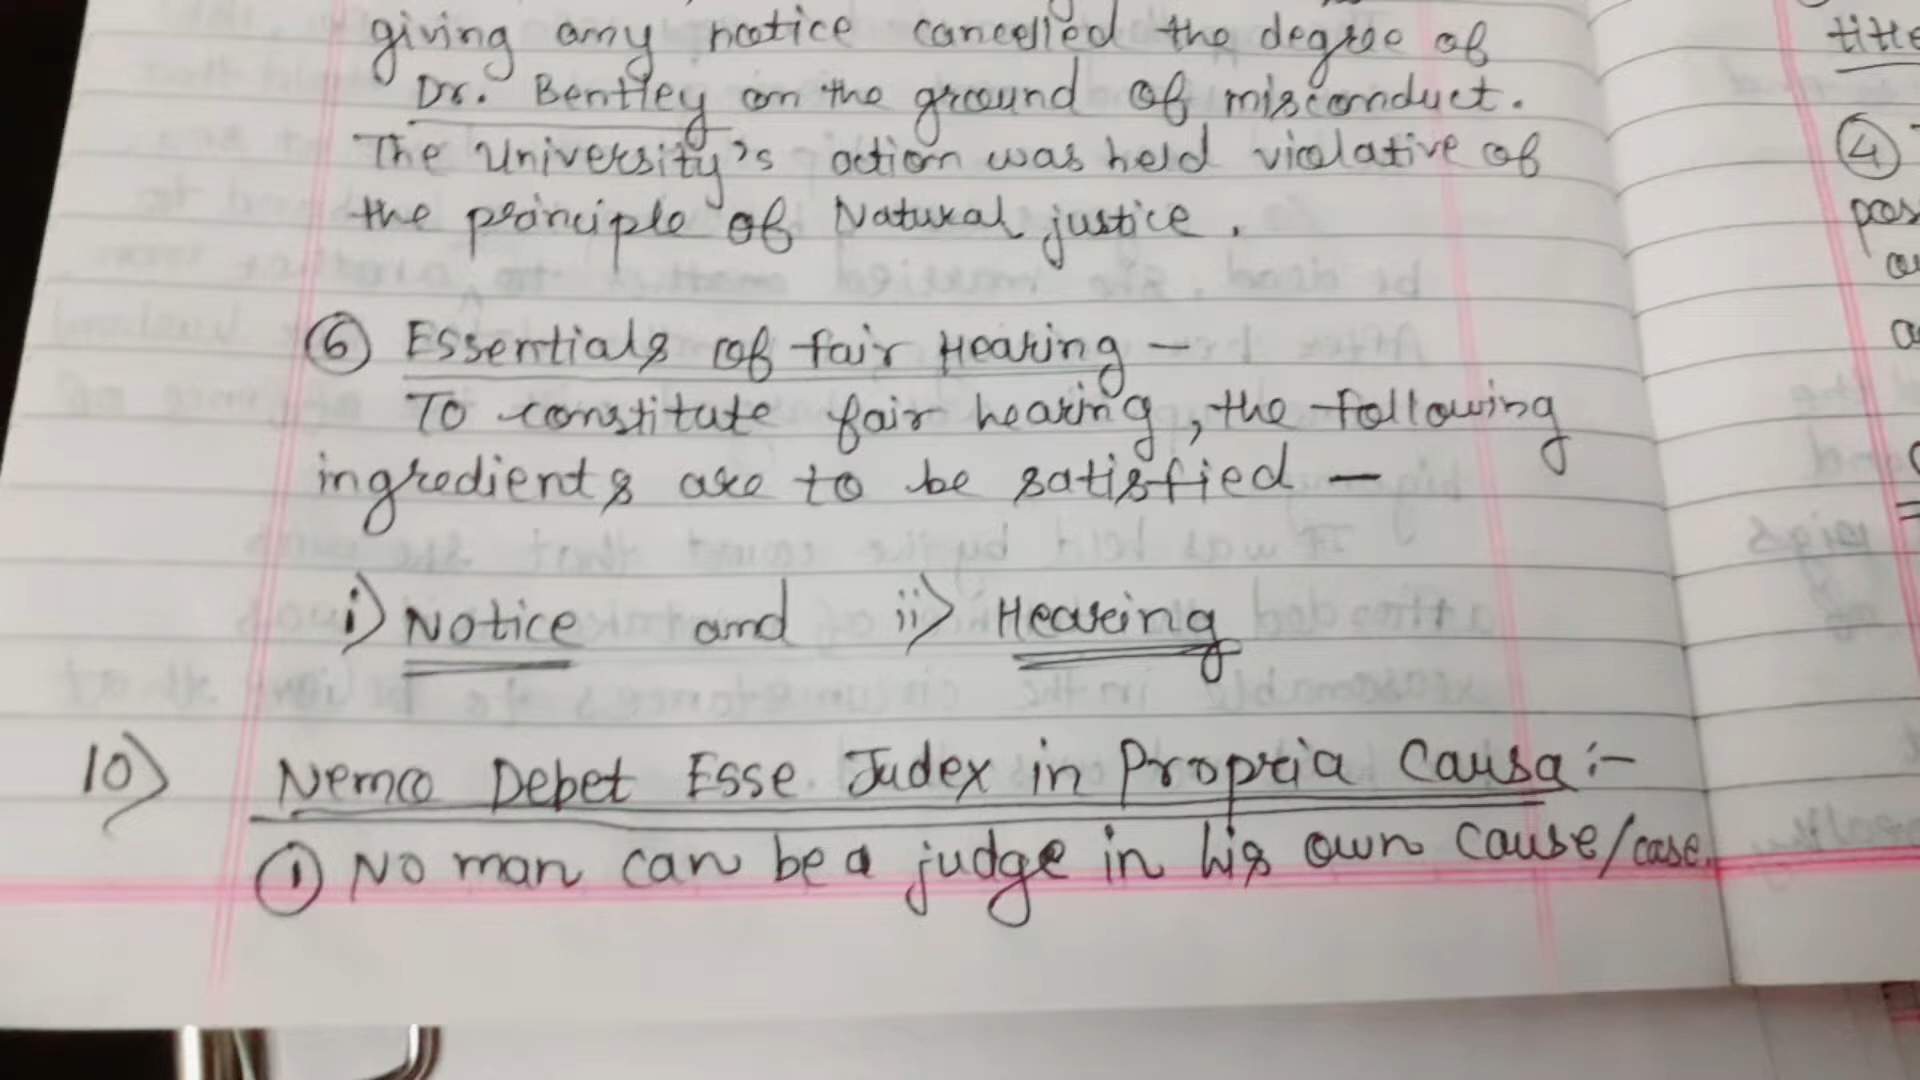 giving any notice cancelled the degree of
Dr. Bentley on the ground of misconduct.
The University's action was held violative of
the principle of Natural justice.
⑥ Essentials of fair Hearing –
To constitute fair hearing, the following
ingredients are to be satisfied –
i) Notice and ii) Hearing
10) Nemo Debet Esse Judex in Propria Causa :-
① No man can be a judge in his own cause/case.
④